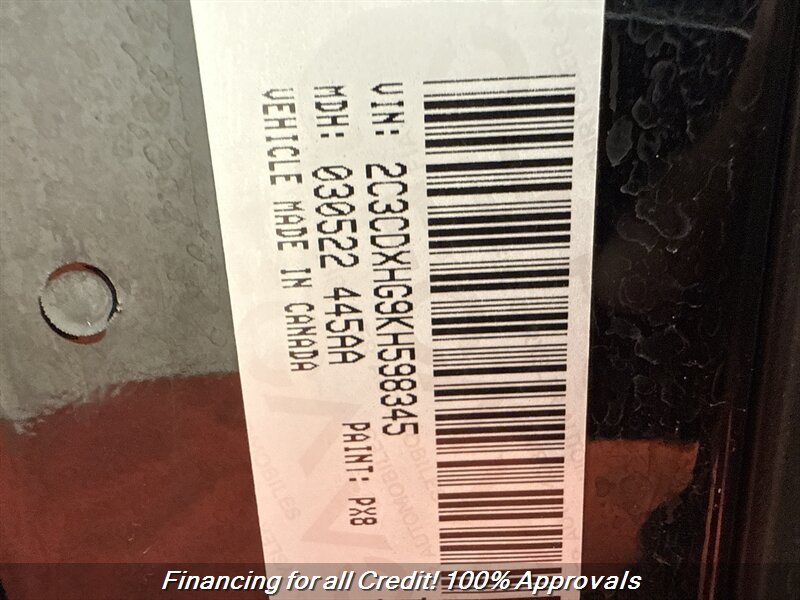 VIN: 2C3CDXHG9KH598345
MDH: 030522 445AA PAINT: PX8
VEHICLE MADE IN CANADA
Financing for all Credit! 100% Approvals